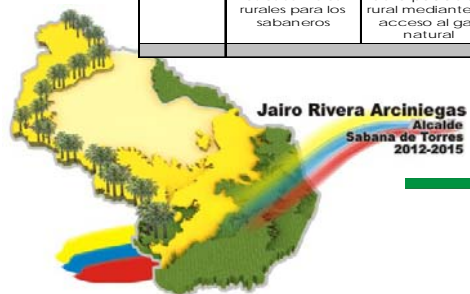 rurales para los
sabaneros
rural mediante
acceso al ga
natural
Jairo Rivera Arciniegas
Alcalde
Sabana de Torres
2012-2015